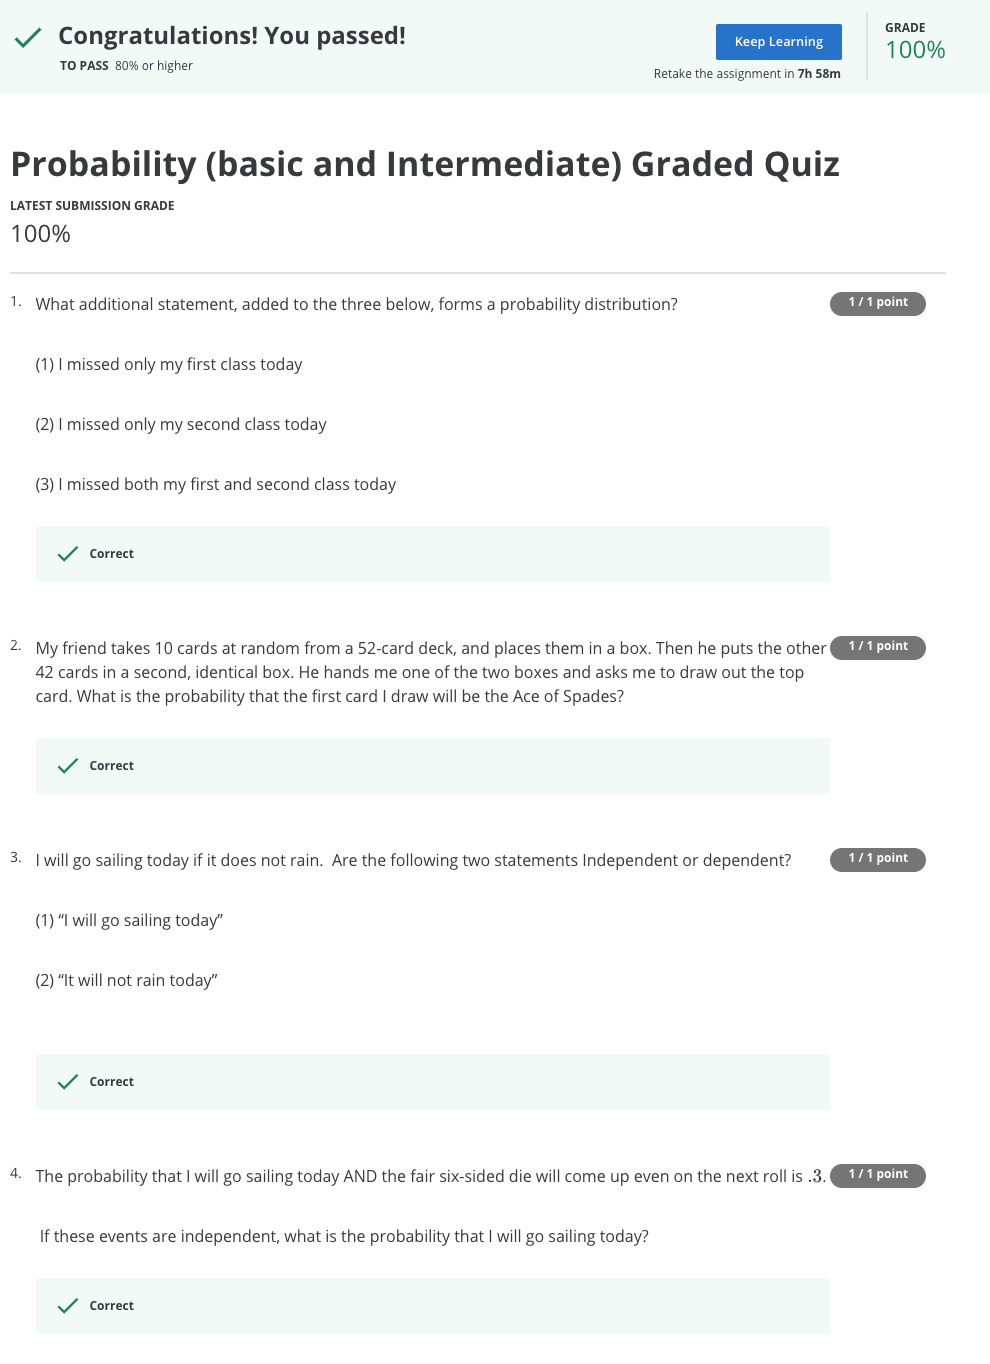 Congratulations! You passed!
TO PASS 80% or higher
Keep Learning
Retake the assignment in 7h 58m
GRADE
100%
Probability (basic and Intermediate) Graded Quiz
LATEST SUBMISSION GRADE
100%
1. What additional statement, added to the three below, forms a probability distribution?
1 / 1 point
(1) I missed only my first class today
(2) I missed only my second class today
(3) I missed both my first and second class today
Correct
2. My friend takes 10 cards at random from a 52-card deck, and places them in a box. Then he puts the other
1 / 1 point
42 cards in a second, identical box. He hands me one of the two boxes and asks me to draw out the top
card. What is the probability that the first card I draw will be the Ace of Spades?
Correct
3. I will go sailing today if it does not rain.  Are the following two statements Independent or dependent?
1 / 1 point
(1) “I will go sailing today”
(2) “It will not rain today”
Correct
4. The probability that I will go sailing today AND the fair six-sided die will come up even on the next roll is .3.
1 / 1 point
If these events are independent, what is the probability that I will go sailing today?
Correct